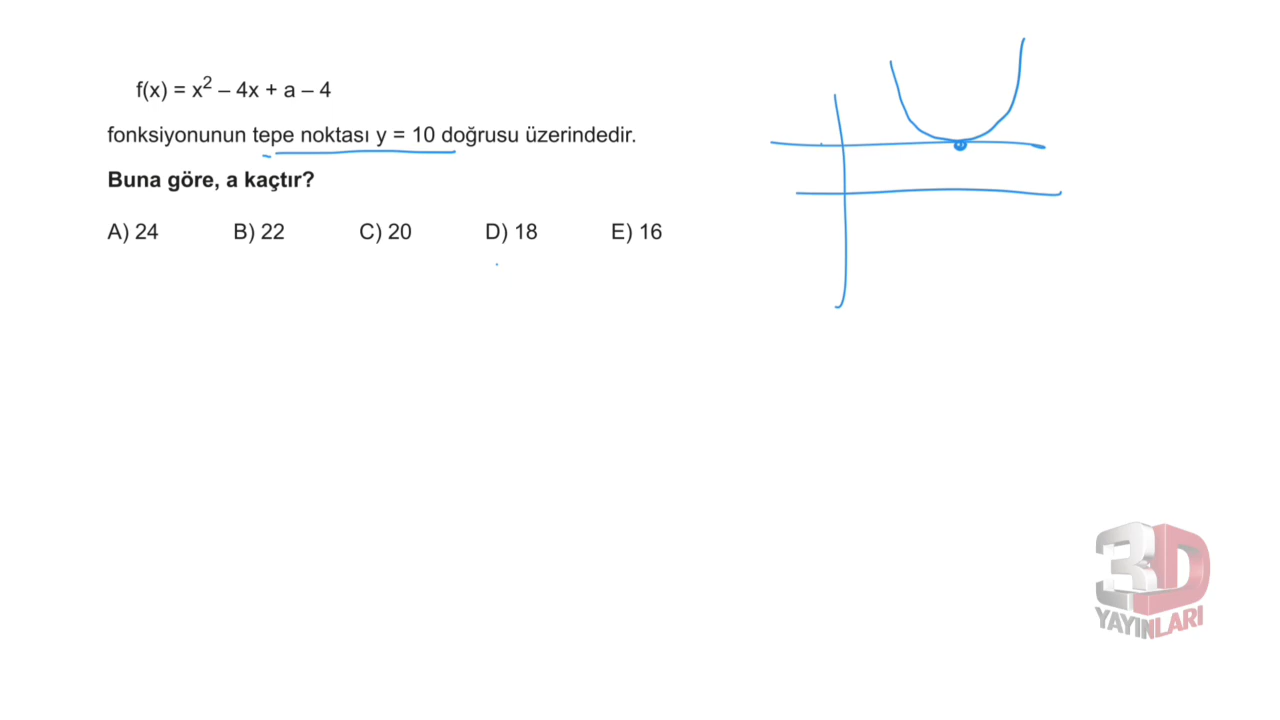 f(x) = x² – 4x + a – 4
fonksiyonunun tepe noktası y = 10 doğrusu üzerindedir.
Buna göre, a kaçtır?
A) 24 B) 22 C) 20 D) 18 E) 16
3D
YAYINLARI